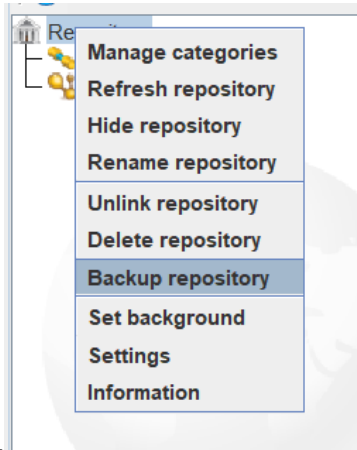 Manage categories
Refresh repository
Hide repository
Rename repository
Unlink repository
Delete repository
Backup repository
Set background
Settings
Information